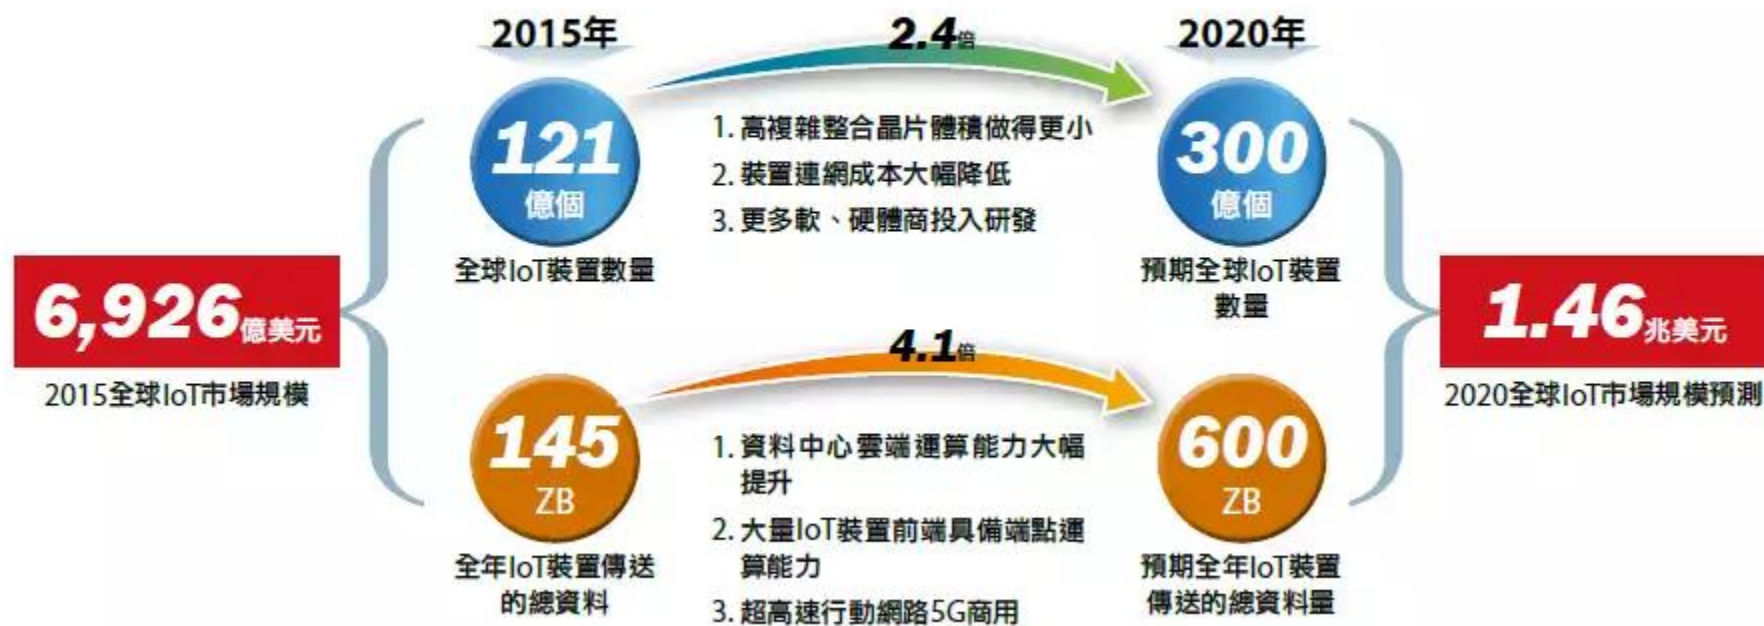 2015年
2.4倍
2020年
121
億個
全球IoT裝置數量
1. 高複雜整合晶片體積做得更小
2. 裝置連網成本大幅降低
3. 更多軟、硬體商投入研發
300
億個
預期全球IoT裝置
數量
6,926億美元
2015全球IoT市場規模
1.46兆美元
2020全球IoT市場規模預測
4.1倍
145
ZB
全年IoT裝置傳送
的總資料
1. 資料中心雲端運算能力大幅
提升
2. 大量IoT裝置前端具備端點運
算能力
3. 超高速行動網路5G商用
600
ZB
預期全年IoT裝置
傳送的總資料量